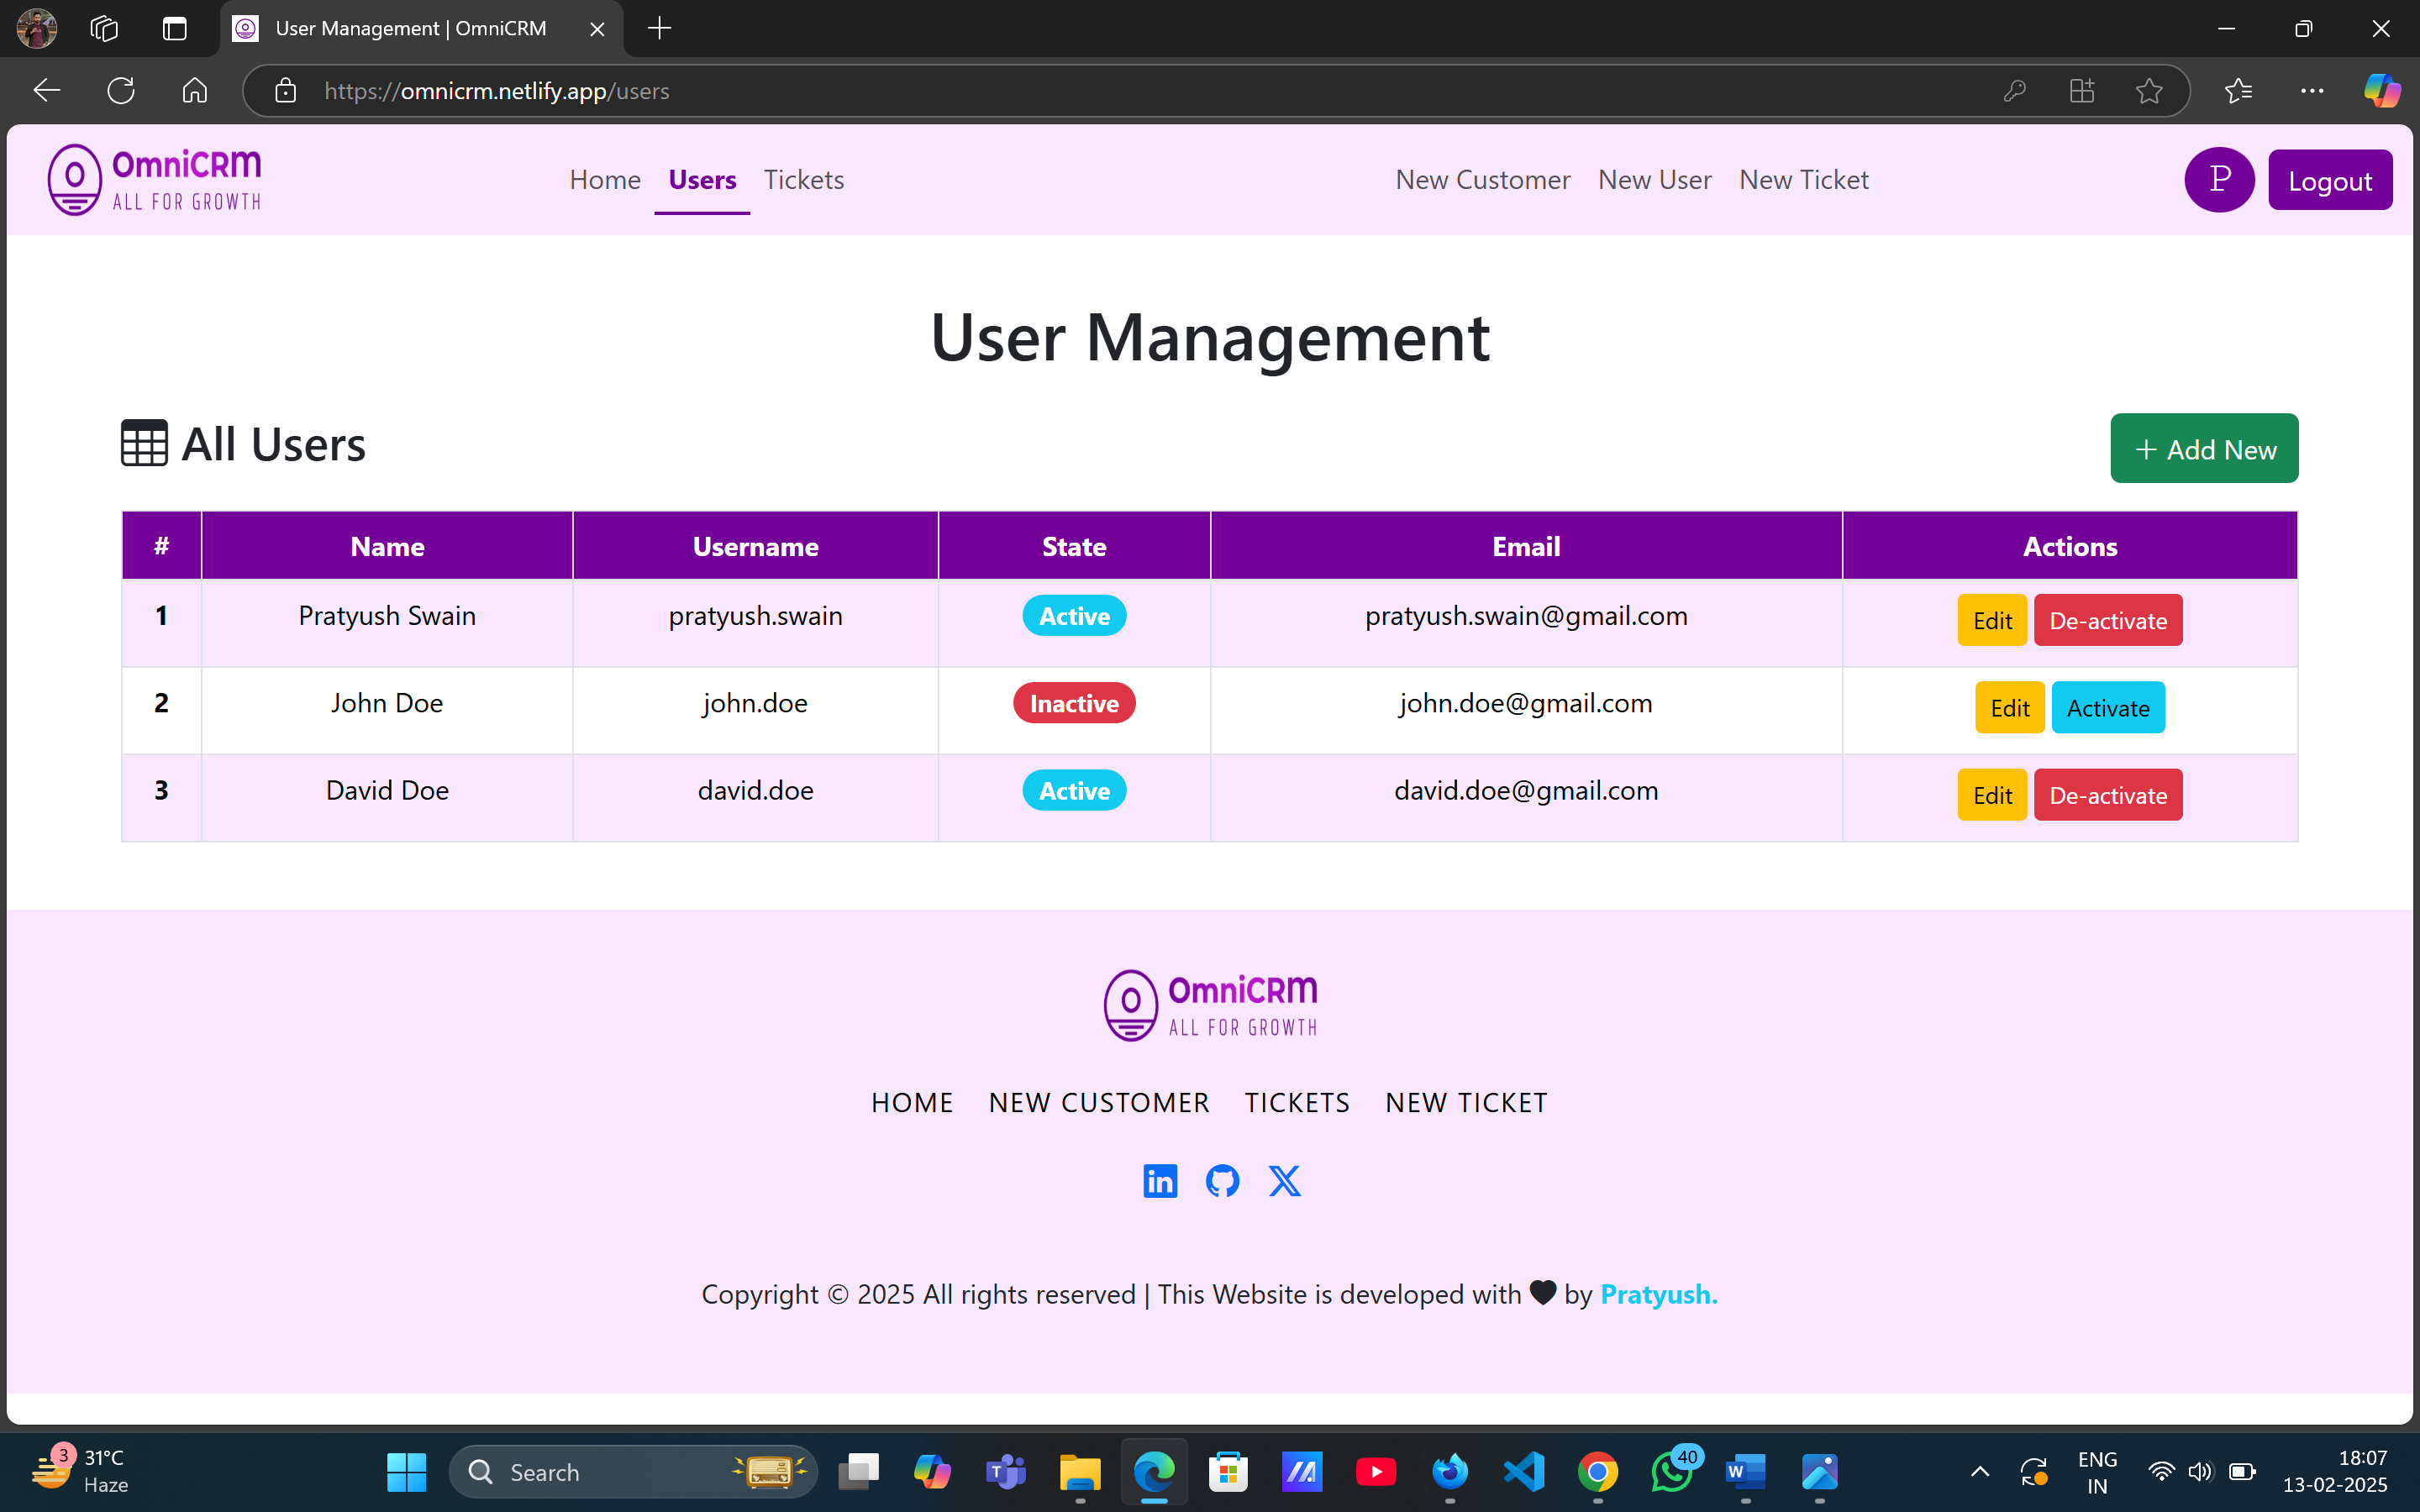 User Management | OmniCRM
https://omnicrm.netlify.app/users
OmniCRM
ALL FOR GROWTH
Home Users Tickets New Customer New User New Ticket P Logout
User Management
All Users + Add New
# Name Username State Email Actions
1 Pratyush Swain pratyush.swain Active pratyush.swain@gmail.com Edit De-activate
2 John Doe john.doe Inactive john.doe@gmail.com Edit Activate
3 David Doe david.doe Active david.doe@gmail.com Edit De-activate
OmniCRM
ALL FOR GROWTH
HOME NEW CUSTOMER TICKETS NEW TICKET
in X
Copyright © 2025 All rights reserved | This Website is developed with by Pratyush.
3 31°C
Haze
Search
T
W
40
ENG
IN
18:07
13-02-2025